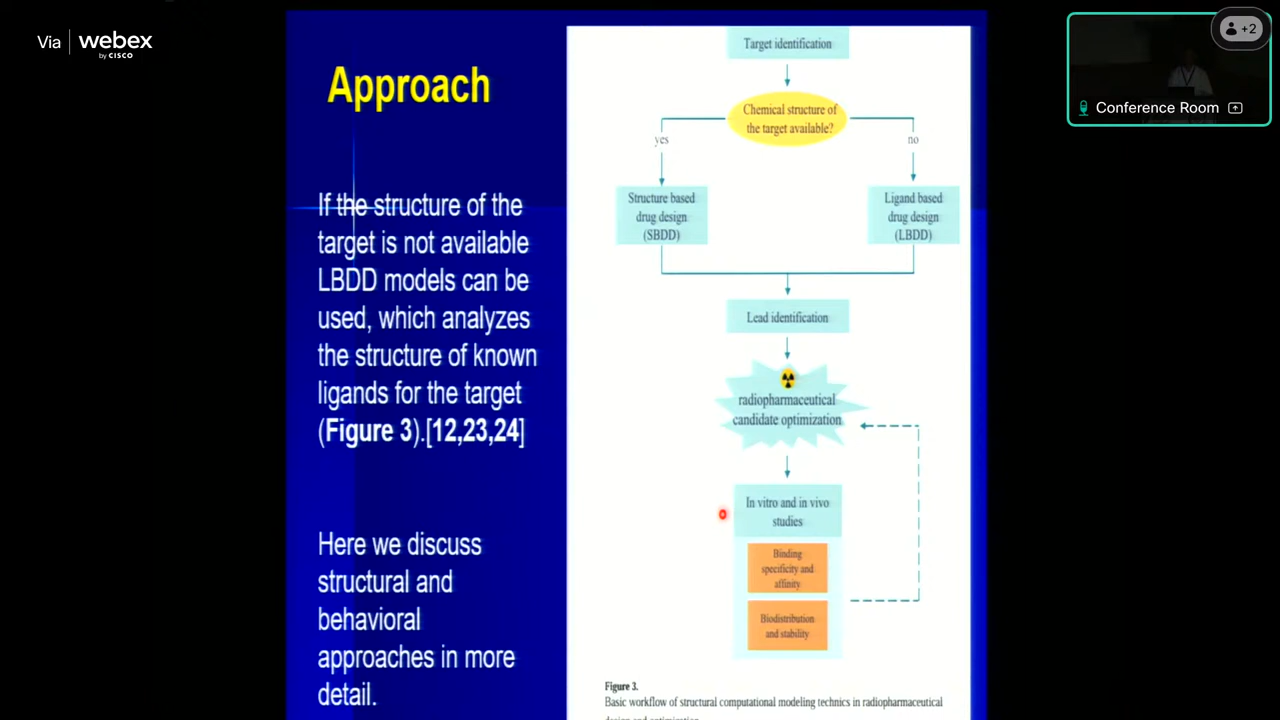 Via webex
by CISCO
+2
Conference Room
Approach
If the structure of the
target is not available
LBDD models can be
used, which analyzes
the structure of known
ligands for the target
(Figure 3).[12,23,24]
Here we discuss
structural and
behavioral
approaches in more
detail.
Target identification
Chemical structure of
the target available?
yes
no
Structure based
drug design
(SBDD)
Ligand based
drug design
(LBDD)
Lead identification
radiopharmaceutical
candidate optimization
In vitro and in vivo
studies
Binding
specificity and
affinity
Biodistribution
and stability
Figure 3.
Basic workflow of structural computational modeling technics in radiopharmaceutical